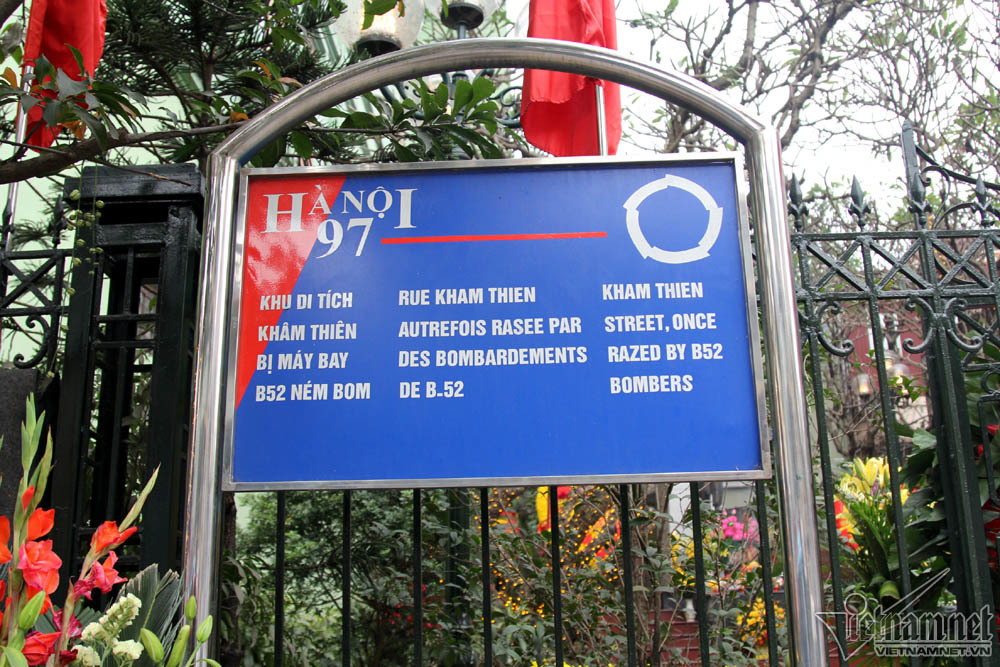 HÀ NỘI
97
KHU DI TÍCH
KHÂM THIÊN
BỊ MÁY BAY
B52 NÉM BOM
RUE KHAM THIEN
AUTREFOIS RASEE PAR
DES BOMBARDEMENTS
DE B-52
KHAM THIEN
STREET, ONCE
RAZED BY B52
BOMBERS
Vietnamnet
VIETNAMNET.VN